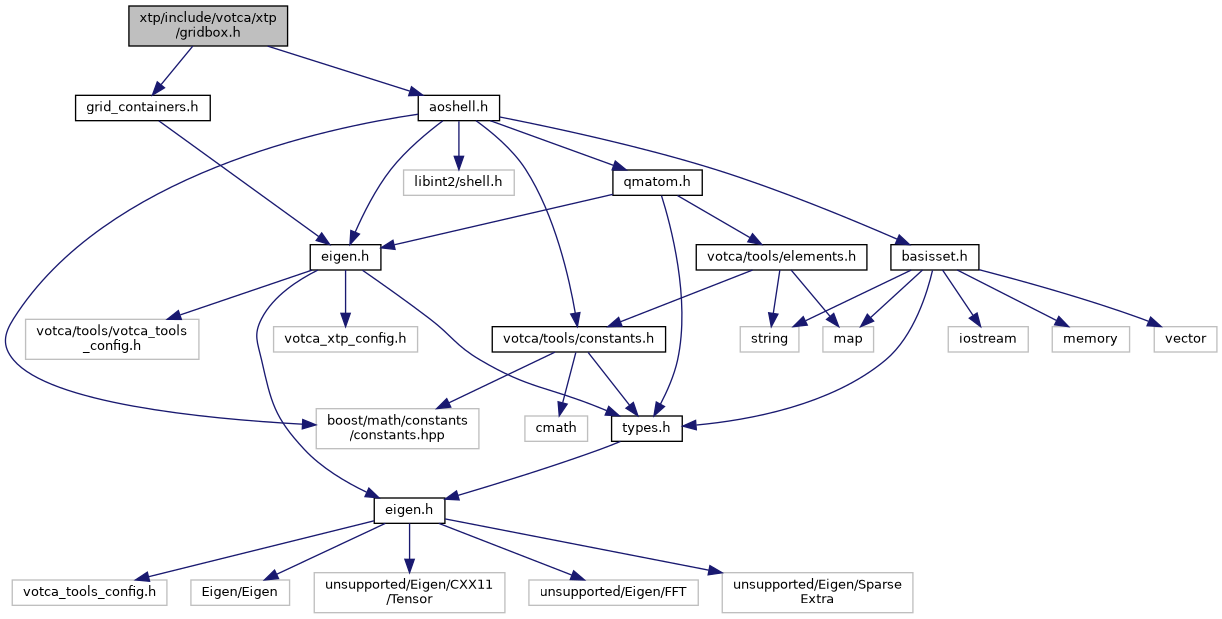 xtp/include/votca/xtp
/gridbox.h
grid_containers.h
aoshell.h
libint2/shell.h
qmatom.h
eigen.h
votca/tools/elements.h
basisset.h
votca/tools/votca_tools
_config.h
votca_xtp_config.h
votca/tools/constants.h
string
map
iostream
memory
vector
boost/math/constants
/constants.hpp
cmath
types.h
eigen.h
votca_tools_config.h
Eigen/Eigen
unsupported/Eigen/CXX11
/Tensor
unsupported/Eigen/FFT
unsupported/Eigen/Sparse
Extra